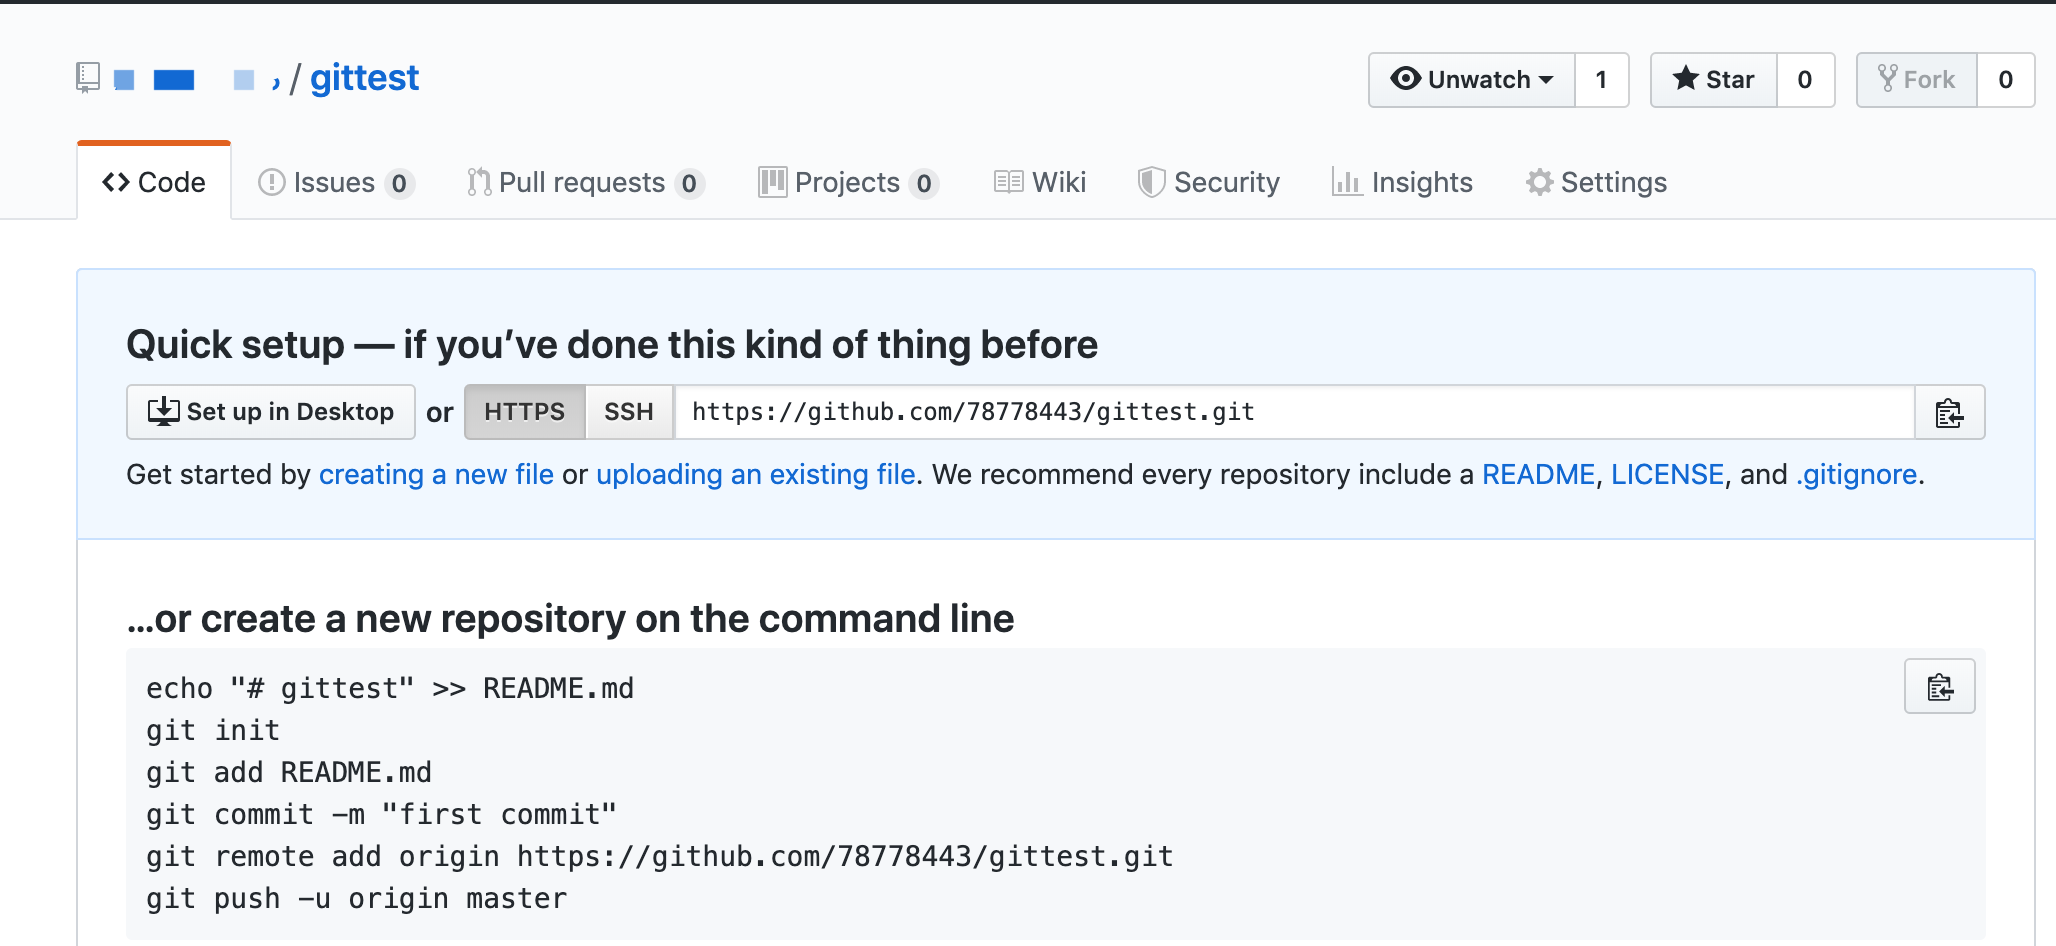 / gittest
Unwatch 1 Star 0 Fork 0
Code Issues 0 Pull requests 0 Projects 0 Wiki Security Insights Settings
Quick setup — if you’ve done this kind of thing before
Set up in Desktop or HTTPS SSH https://github.com/78778443/gittest.git
Get started by creating a new file or uploading an existing file. We recommend every repository include a README, LICENSE, and .gitignore.
…or create a new repository on the command line
echo "# gittest" >> README.md
git init
git add README.md
git commit -m "first commit"
git remote add origin https://github.com/78778443/gittest.git
git push -u origin master